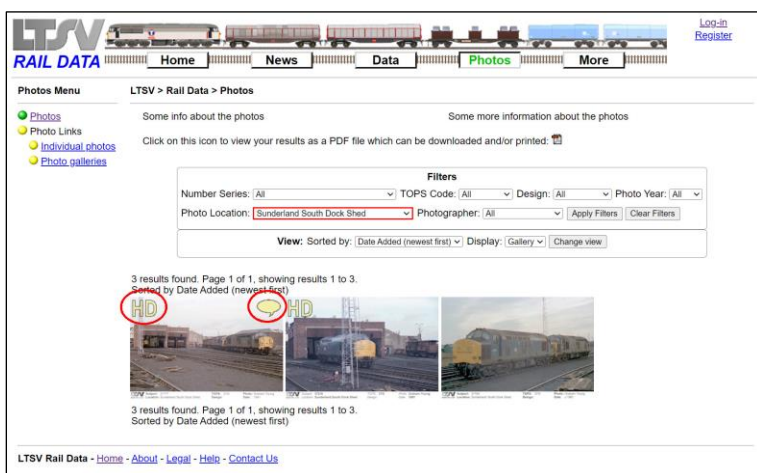 LTSV
RAIL DATA
Home
News
Data
Photos
More
Log-in
Register
Photos Menu
Photos
Photo Links
Individual photos
Photo galleries
LTSV > Rail Data > Photos
Some info about the photos
Some more information about the photos
Click on this icon to view your results as a PDF file which can be downloaded and/or printed:
Filters
Number Series: All TOPS Code: All Design: All Photo Year: All
Photo Location: Sunderland South Dock Shed Photographer: All Apply Filters Clear Filters
View: Sorted by: Date Added (newest first) Display: Gallery Change view
3 results found. Page 1 of 1, showing results 1 to 3.
Sorted by Date Added (newest first)
HD
HD
3 results found. Page 1 of 1, showing results 1 to 3.
Sorted by Date Added (newest first)
LTSV Rail Data - Home - About - Legal - Help - Contact Us